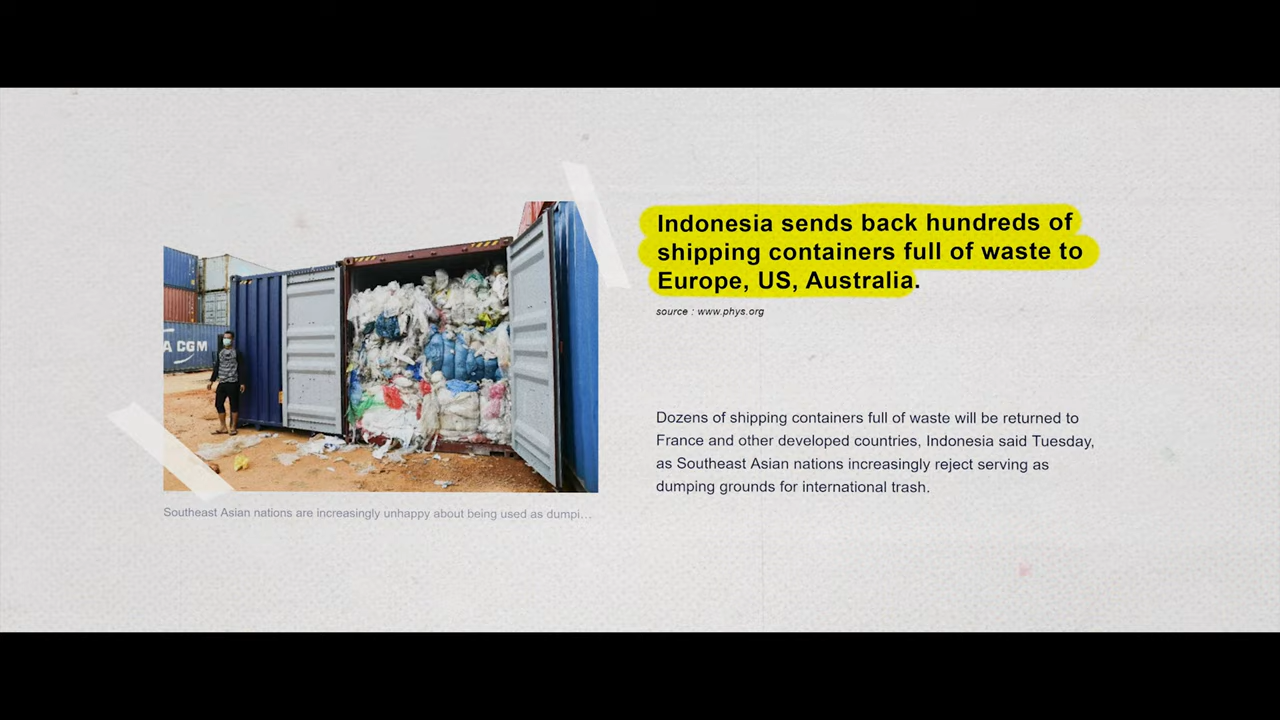 Indonesia sends back hundreds of
shipping containers full of waste to
Europe, US, Australia.
source : www.phys.org
A CGM
Dozens of shipping containers full of waste will be returned to
France and other developed countries, Indonesia said Tuesday,
as Southeast Asian nations increasingly reject serving as
dumping grounds for international trash.
Southeast Asian nations are increasingly unhappy about being used as dumpi...